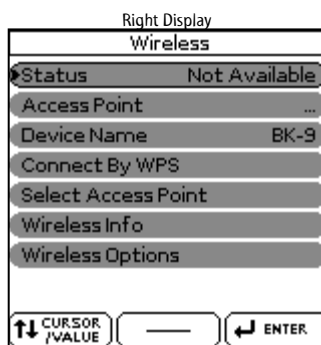 Right Display
Wireless
Status Not Available
Access Point ...
Device Name BK-9
Connect By WPS
Select Access Point
Wireless Info
Wireless Options
CURSOR /VALUE ENTER